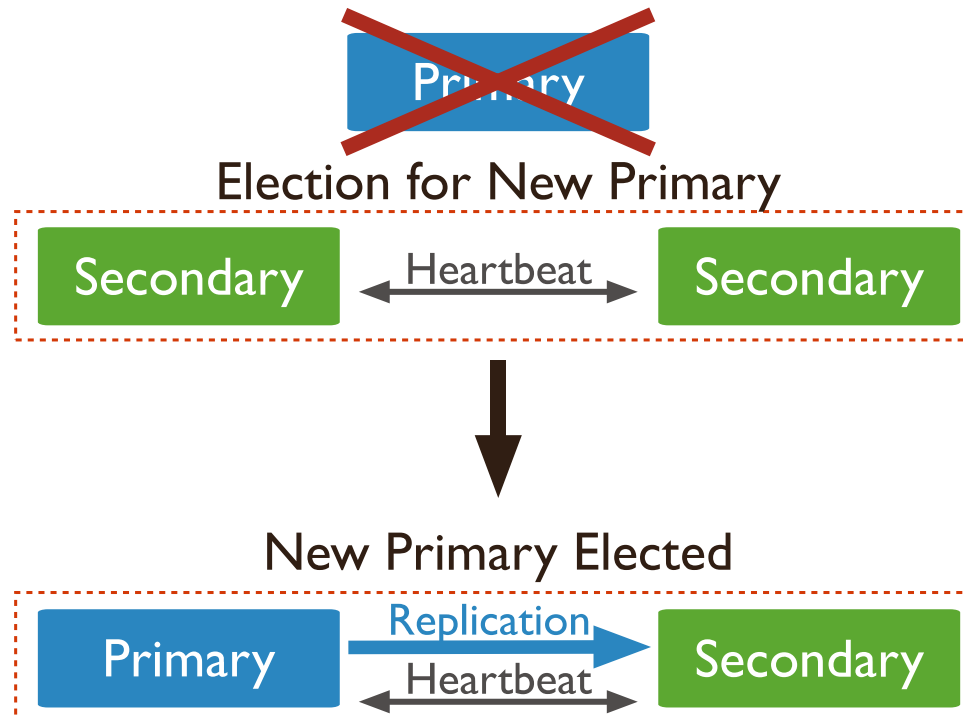 Primary
Election for New Primary
Secondary
Heartbeat
Secondary
New Primary Elected
Primary
Replication
Heartbeat
Secondary